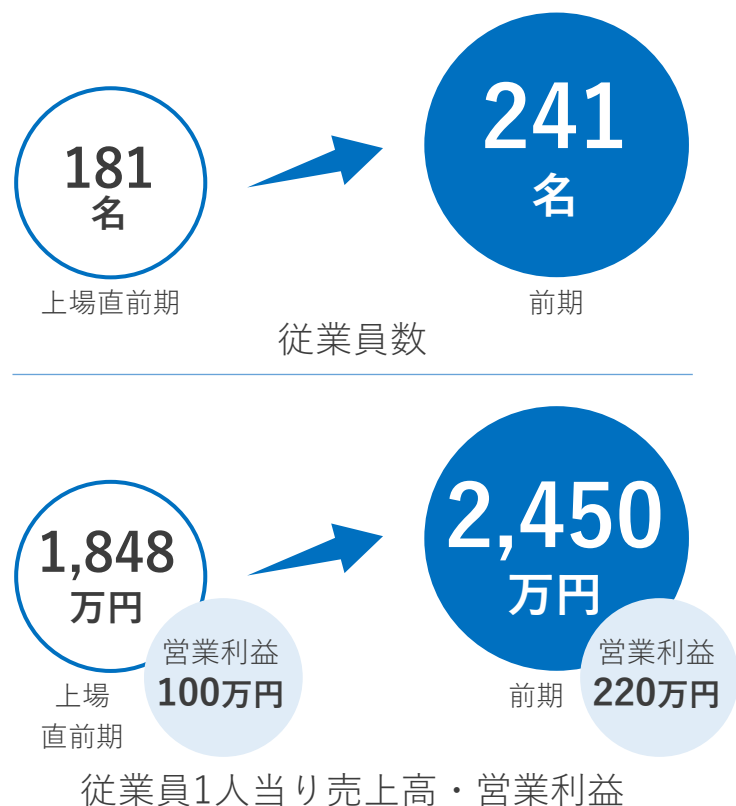 181
名
上場直前期
241
名
前期
従業員数
1,848
万円
営業利益
100万円
上場
直前期
2,450
万円
営業利益
220万円
前期
従業員1人当り売上高・営業利益